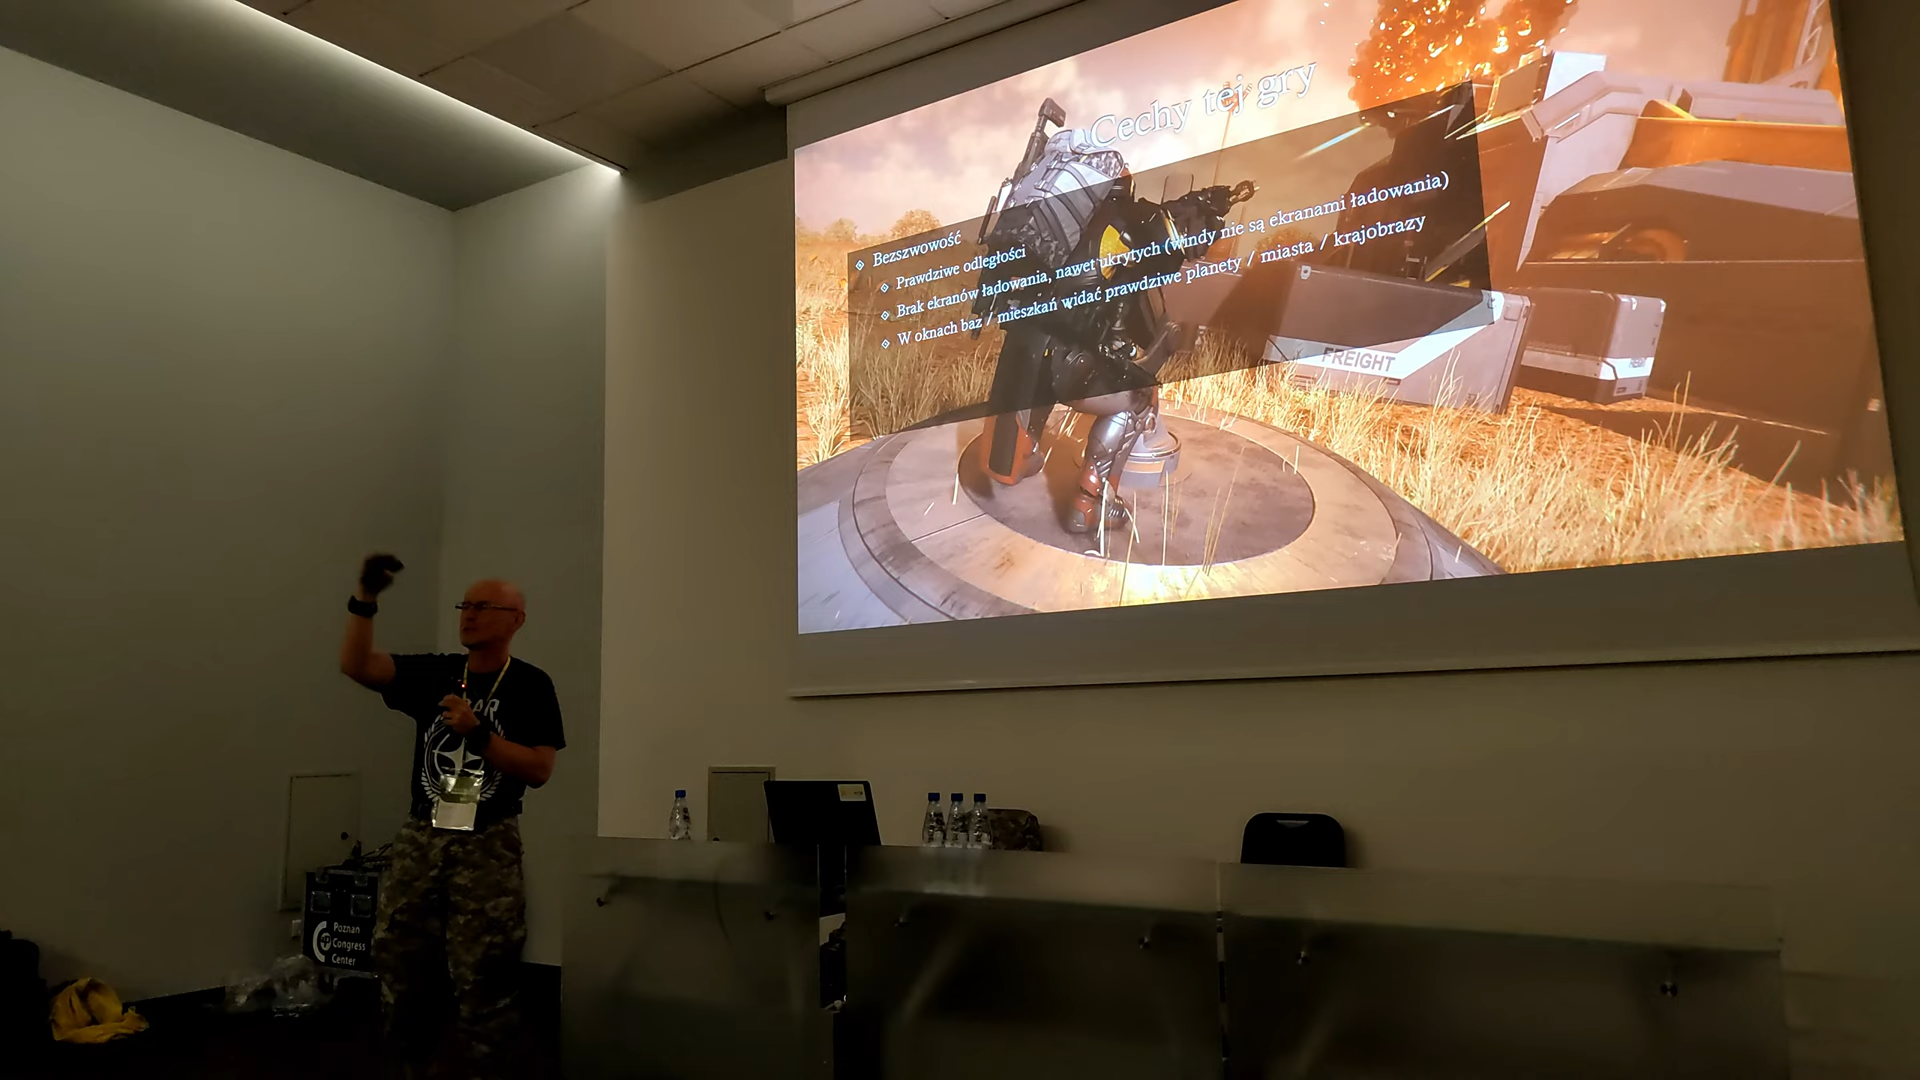 Cechy tej gry
Bezszwowość
Prawdziwe odległości
Brak ekranów ładowania, nawet ukrytych (windy nie są ekranami ładowania)
W oknach baz / mieszkań widać prawdziwe planety / miasta / krajobrazy
FREIGHT
Poznan
Congress
Center